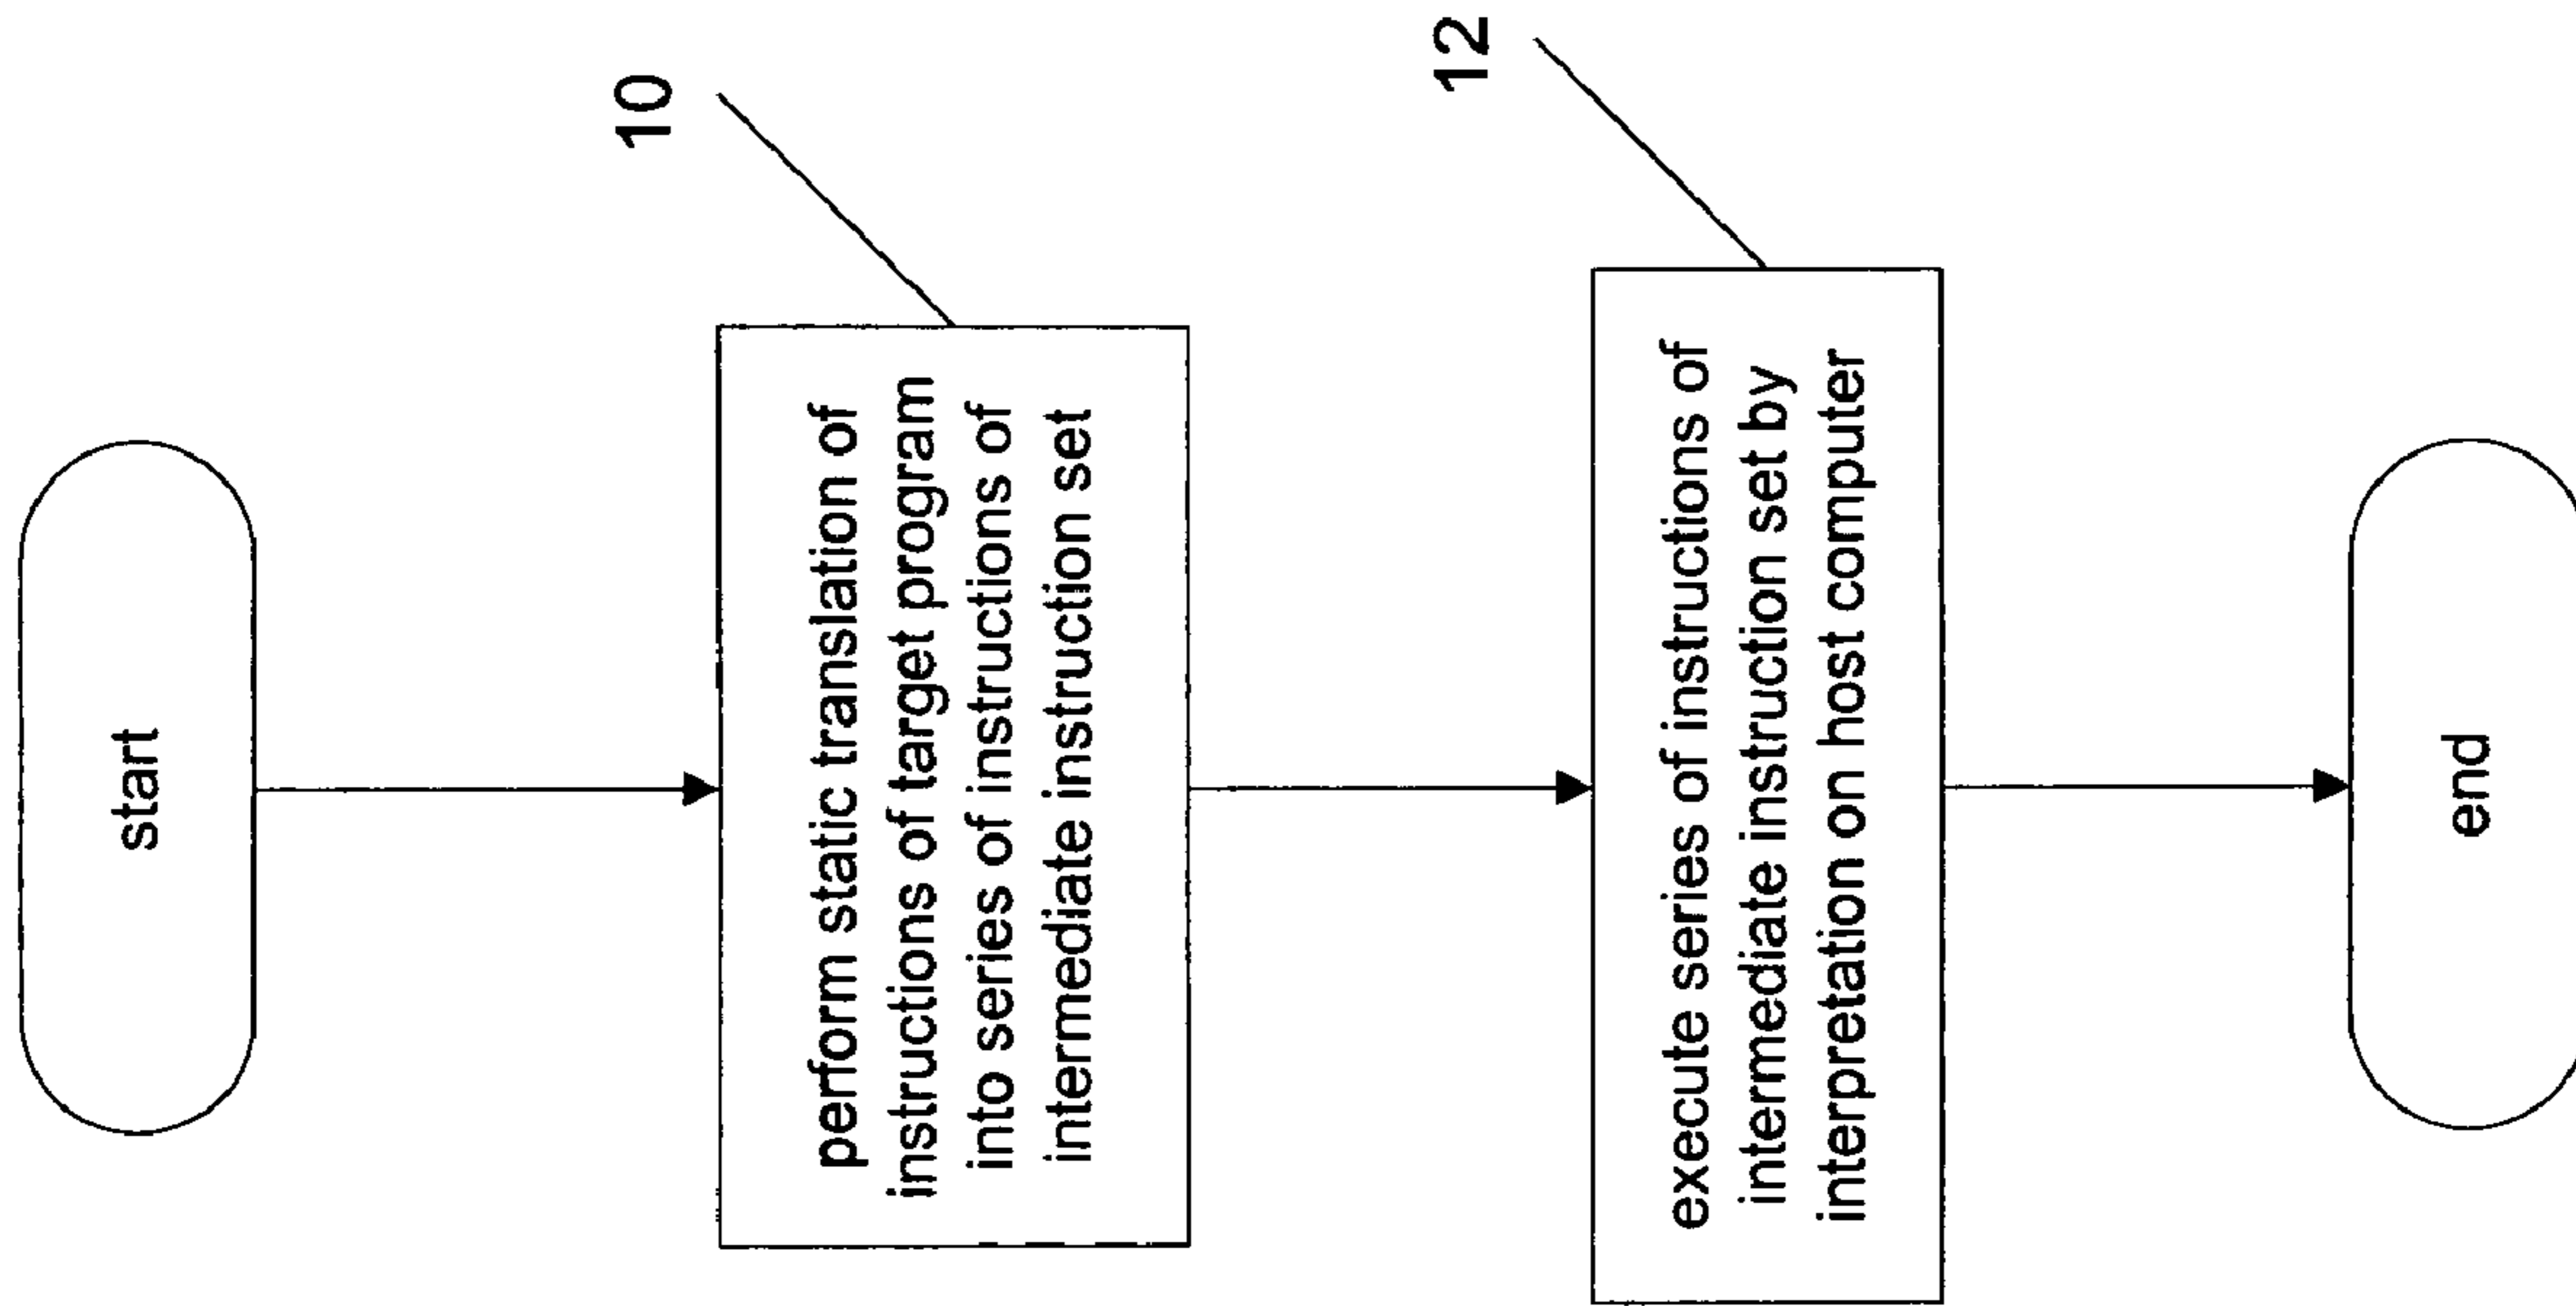 start
10
perform static translation of
instructions of target program
into series of instructions of
intermediate instruction set
12
execute series of instructions of
intermediate instruction set by
interpretation on host computer
end